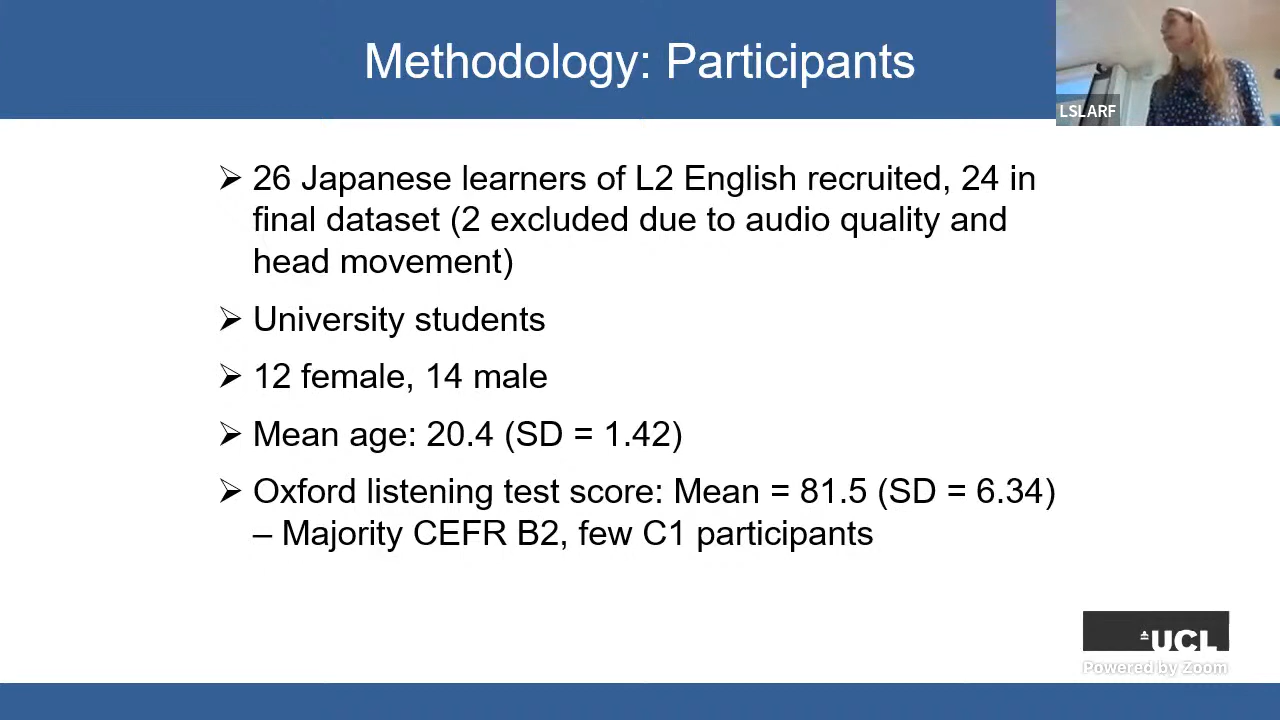 Methodology: Participants
LSLARF
➢ 26 Japanese learners of L2 English recruited, 24 in
final dataset (2 excluded due to audio quality and
head movement)
➢ University students
➢ 12 female, 14 male
➢ Mean age: 20.4 (SD = 1.42)
➢ Oxford listening test score: Mean = 81.5 (SD = 6.34)
– Majority CEFR B2, few C1 participants
UCL
Powered by Zoom